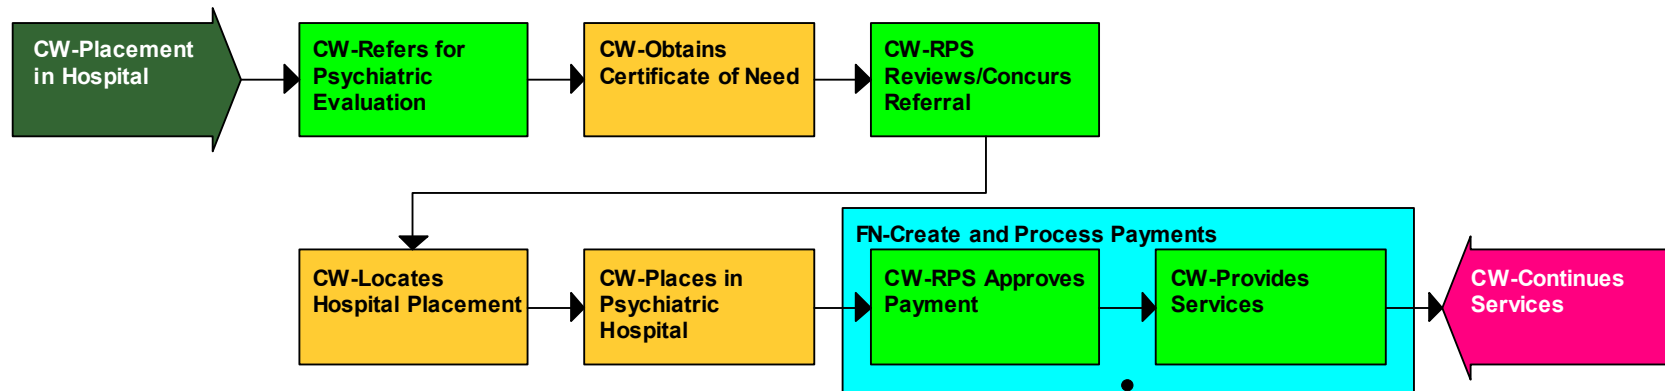 CW-Placement
in Hospital
CW-Refers for
Psychiatric
Evaluation
CW-Obtains
Certificate of Need
CW-RPS
Reviews/Concurs
Referral
CW-Locates
Hospital Placement
CW-Places in
Psychiatric
Hospital
FN-Create and Process Payments
CW-RPS Approves
Payment
CW-Provides
Services
CW-Continues
Services